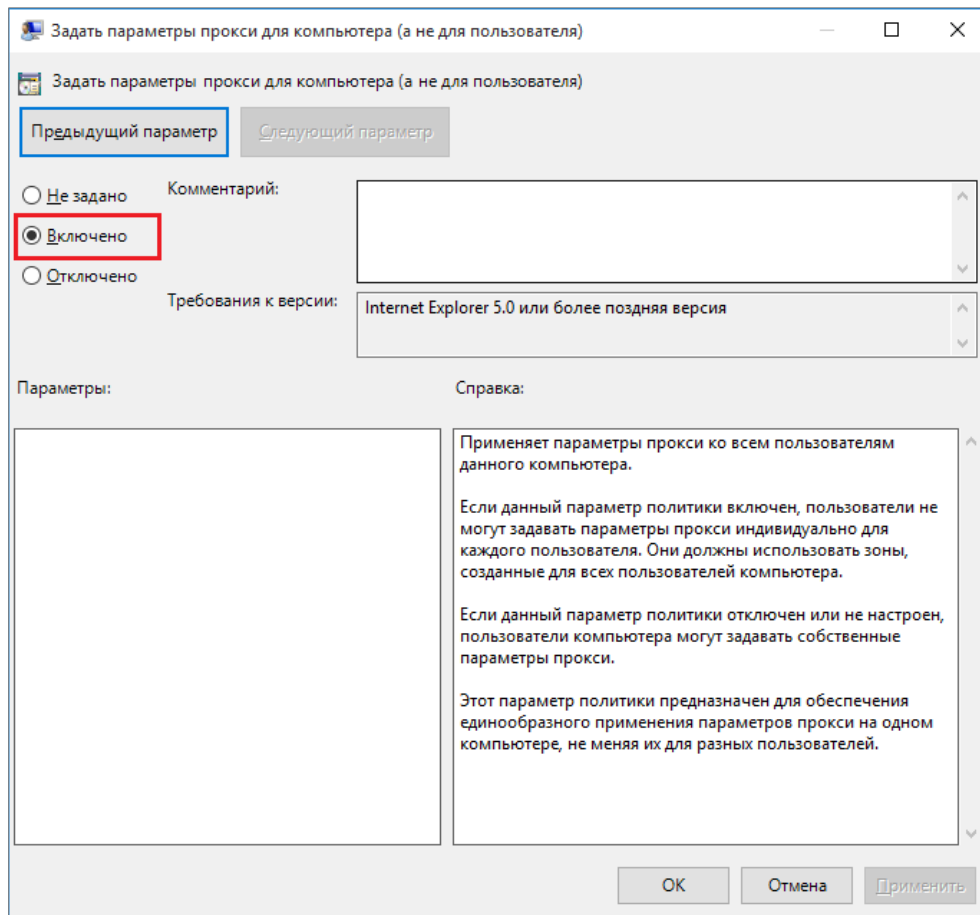 Задать параметры прокси для компьютера (а не для пользователя)
Задать параметры прокси для компьютера (а не для пользователя)
Предыдущий параметр
Следующий параметр
Не задано
Комментарий:
Включено
Отключено
Требования к версии:
Internet Explorer 5.0 или более поздняя версия
Параметры:
Справка:
Применяет параметры прокси ко всем пользователям
данного компьютера.
Если данный параметр политики включен, пользователи не
могут задавать параметры прокси индивидуально для
каждого пользователя. Они должны использовать зоны,
созданные для всех пользователей компьютера.
Если данный параметр политики отключен или не настроен,
пользователи компьютера могут задавать собственные
параметры прокси.
Этот параметр политики предназначен для обеспечения
единообразного применения параметров прокси на одном
компьютере, не меняя их для разных пользователей.
ОК
Отмена
Применить